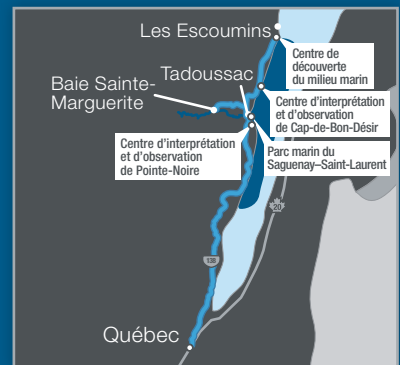 Les Escoumins
Centre de
découverte
du milieu marin
Tadoussac
Baie Sainte-
Marguerite
Centre d'interprétation
et d'observation
de Cap-de-Bon-Désir
Centre d'interprétation
et d'observation
de Pointe-Noire
Parc marin du
Saguenay–Saint-Laurent
20
138
Québec